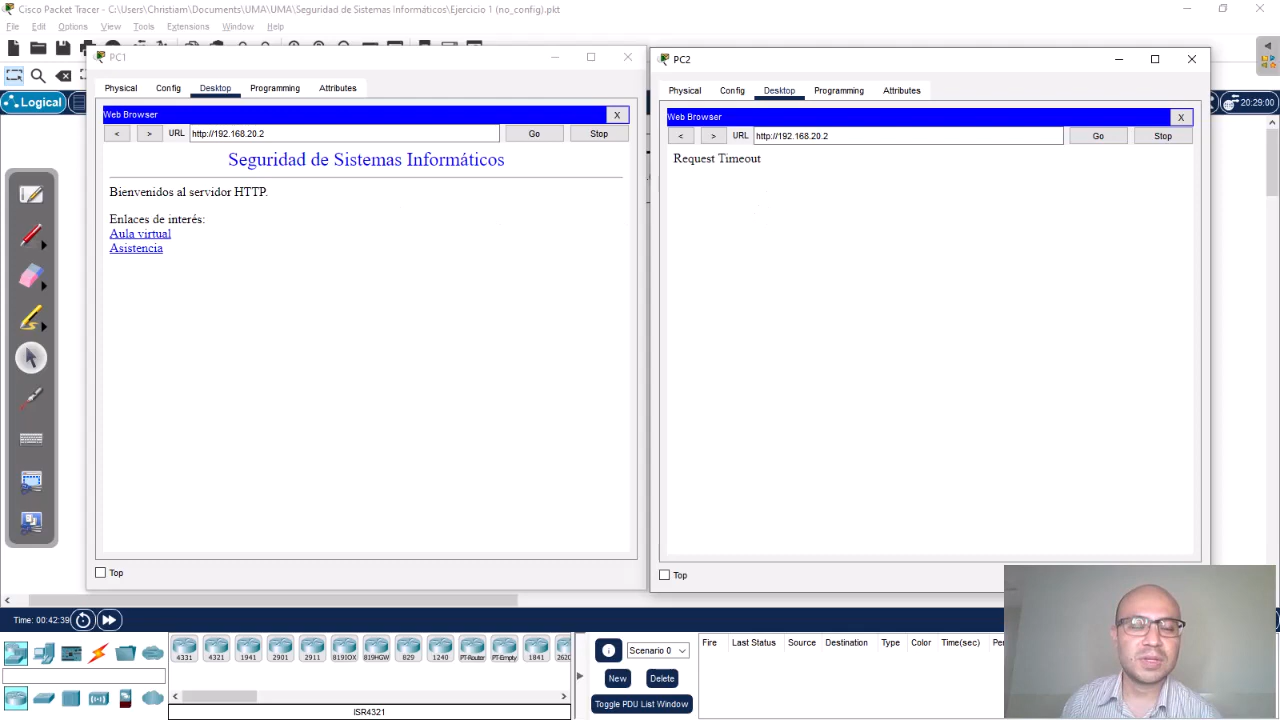 Cisco Packet Tracer - C:\Users\Christiam\Documents\UMA\UMA\Seguridad de Sistemas Informáticos\Ejercicio 1 (no_config).pkt
File Edit Options View Tools Extensions Window Help
Logical
20:29:00
PC1
Physical Config Desktop Programming Attributes
Web Browser X
< > URL http://192.168.20.2 Go Stop
Seguridad de Sistemas Informáticos
Bienvenidos al servidor HTTP.
Enlaces de interés:
Aula virtual
Asistencia
Top
PC2
Physical Config Desktop Programming Attributes
Web Browser X
< > URL http://192.168.20.2 Go Stop
Request Timeout
Top
Time: 00:42:39
4331 4321 1941 2901 2911 819IOX 819HGW 829 1240 PT-Router PT-Empty 1841 2620
ISR4321
Scenario 0
New Delete
Toggle PDU List Window
Fire Last Status Source Destination Type Color Time(sec) Pe